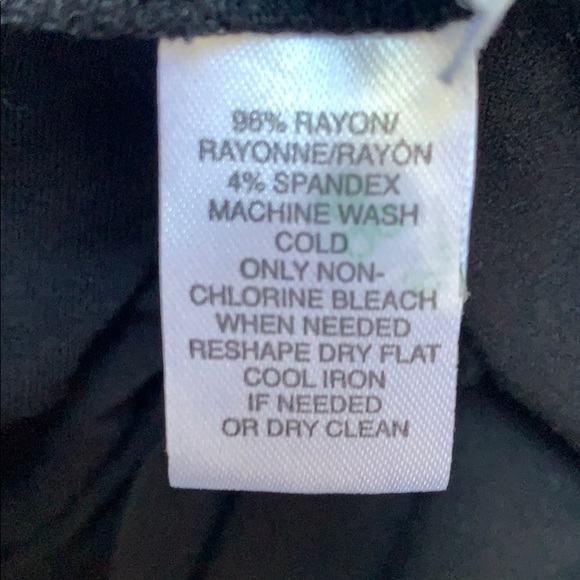 96% RAYON/
RAYONNE/RAYÓN
4% SPANDEX
MACHINE WASH
COLD
ONLY NON-
CHLORINE BLEACH
WHEN NEEDED
RESHAPE DRY FLAT
COOL IRON
IF NEEDED
OR DRY CLEAN